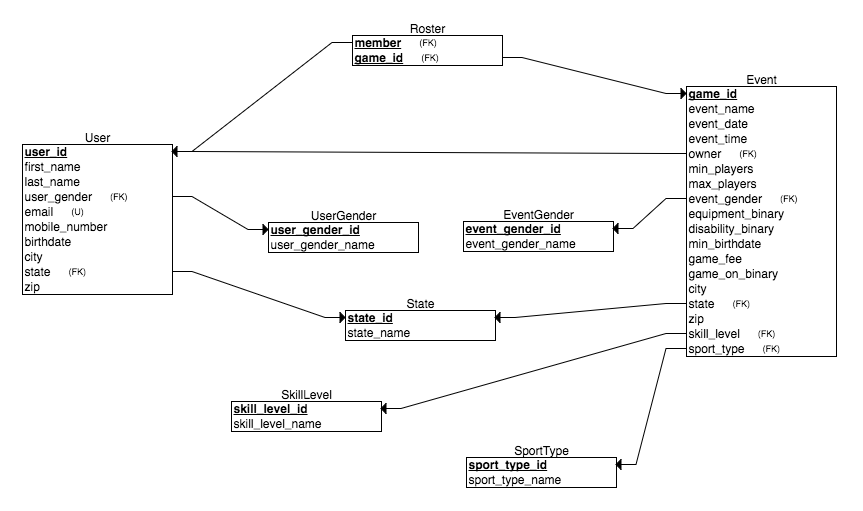 Roster
member (FK)
game_id (FK)
Event
game_id
event_name
event_date
event_time
owner (FK)
min_players
max_players
event_gender (FK)
equipment_binary
disability_binary
min_birthdate
game_fee
game_on_binary
city
state (FK)
zip
skill_level (FK)
sport_type (FK)
User
user_id
first_name
last_name
user_gender (FK)
email (U)
mobile_number
birthdate
city
state (FK)
zip
UserGender
user_gender_id
user_gender_name
EventGender
event_gender_id
event_gender_name
State
state_id
state_name
SkillLevel
skill_level_id
skill_level_name
SportType
sport_type_id
sport_type_name